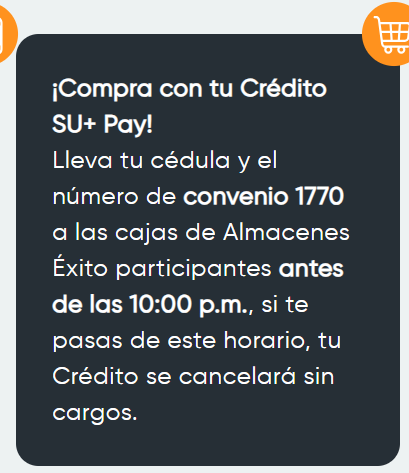 ¡Compra con tu Crédito
SU+ Pay!
Lleva tu cédula y el
número de convenio 1770
a las cajas de Almacenes
Éxito participantes antes
de las 10:00 p.m., si te
pasas de este horario, tu
Crédito se cancelará sin
cargos.